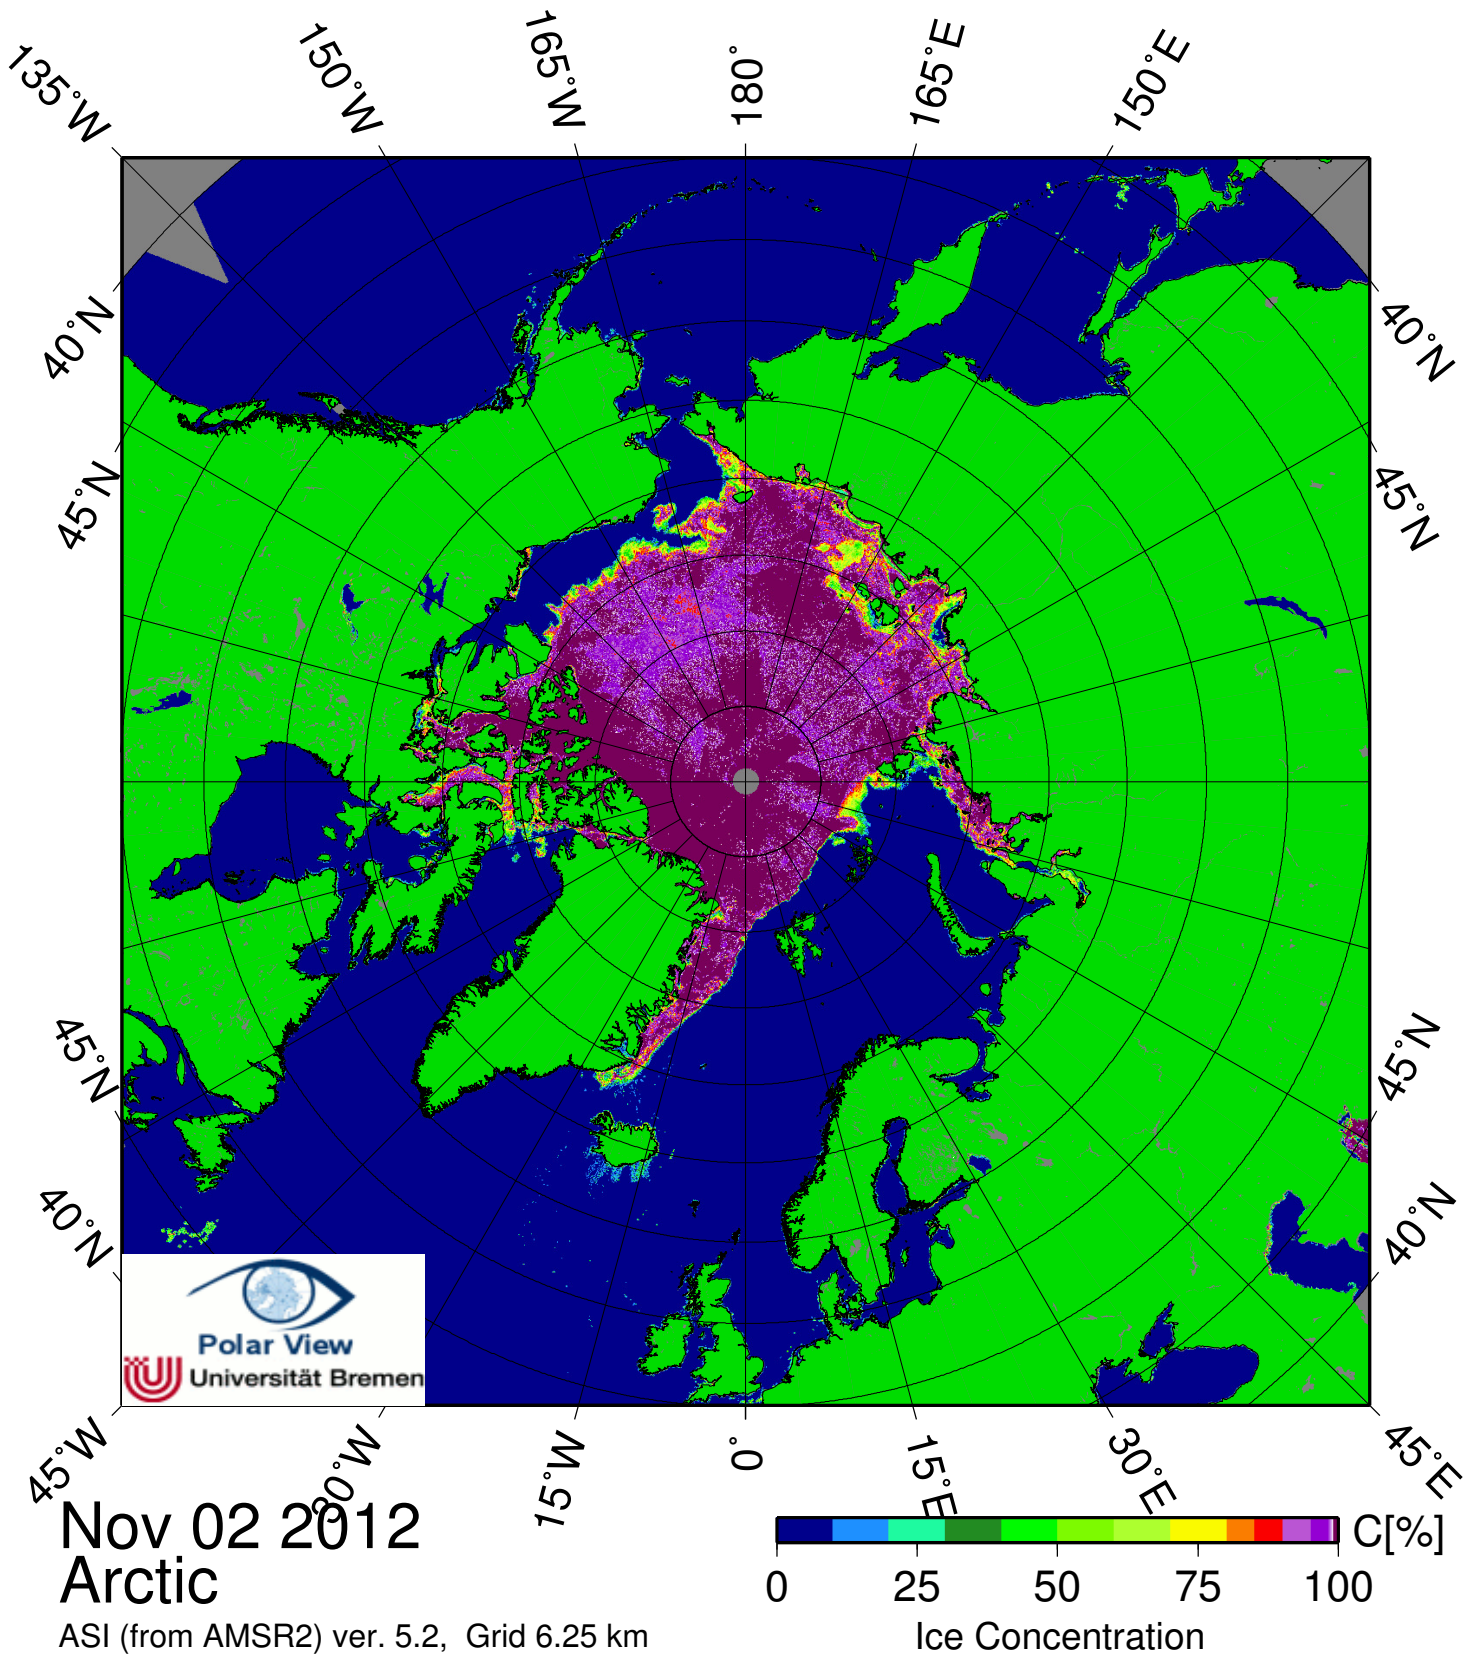 135°W
150°W
165°W
180°
165°E
150°E
40°N
40°N
45°N
45°N
45°N
45°N
40°N
40°N
Polar View
Universität Bremen
45°W
30°W
15°W
0°
15°E
30°E
45°E
Nov 02 2012
Arctic
ASI (from AMSR2) ver. 5.2, Grid 6.25 km
C[%]
0 25 50 75 100
Ice Concentration